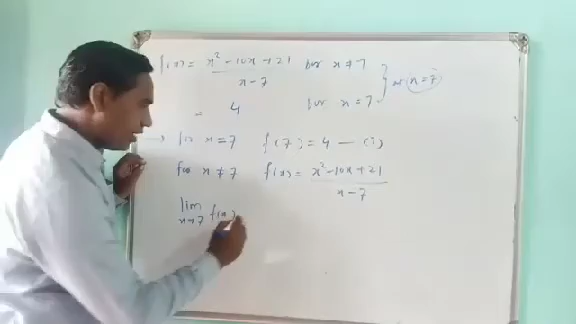 f(x) = x² - 10x + 21 / x - 7 for x ≠ 7
= 4 for x = 7 } at x = 7
→ for x = 7 f(7) = 4 — (i)
for x ≠ 7 f(x) = x² - 10x + 21 / x - 7
lim x→7 f(x)